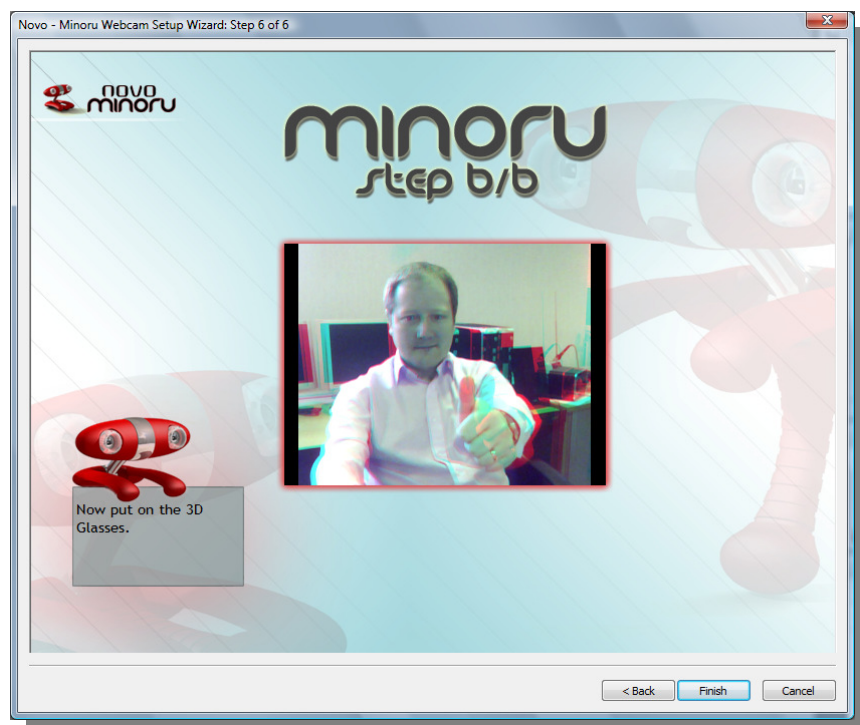 Novo - Minoru Webcam Setup Wizard: Step 6 of 6
novo
minoru
minoru
step 6/6
Now put on the 3D
Glasses.
< Back
Finish
Cancel